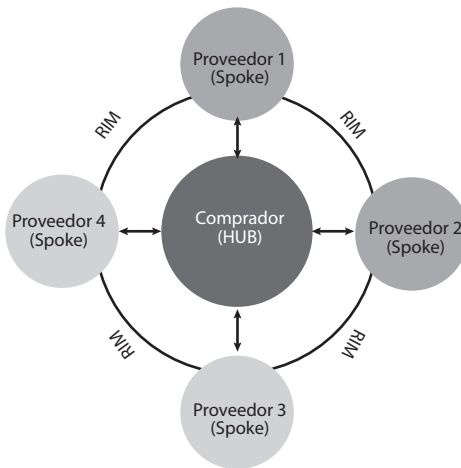 Proveedor 1
(Spoke)
RIM
RIM
Proveedor 4
(Spoke)
Comprador
(HUB)
Proveedor 2
(Spoke)
RIM
RIM
Proveedor 3
(Spoke)